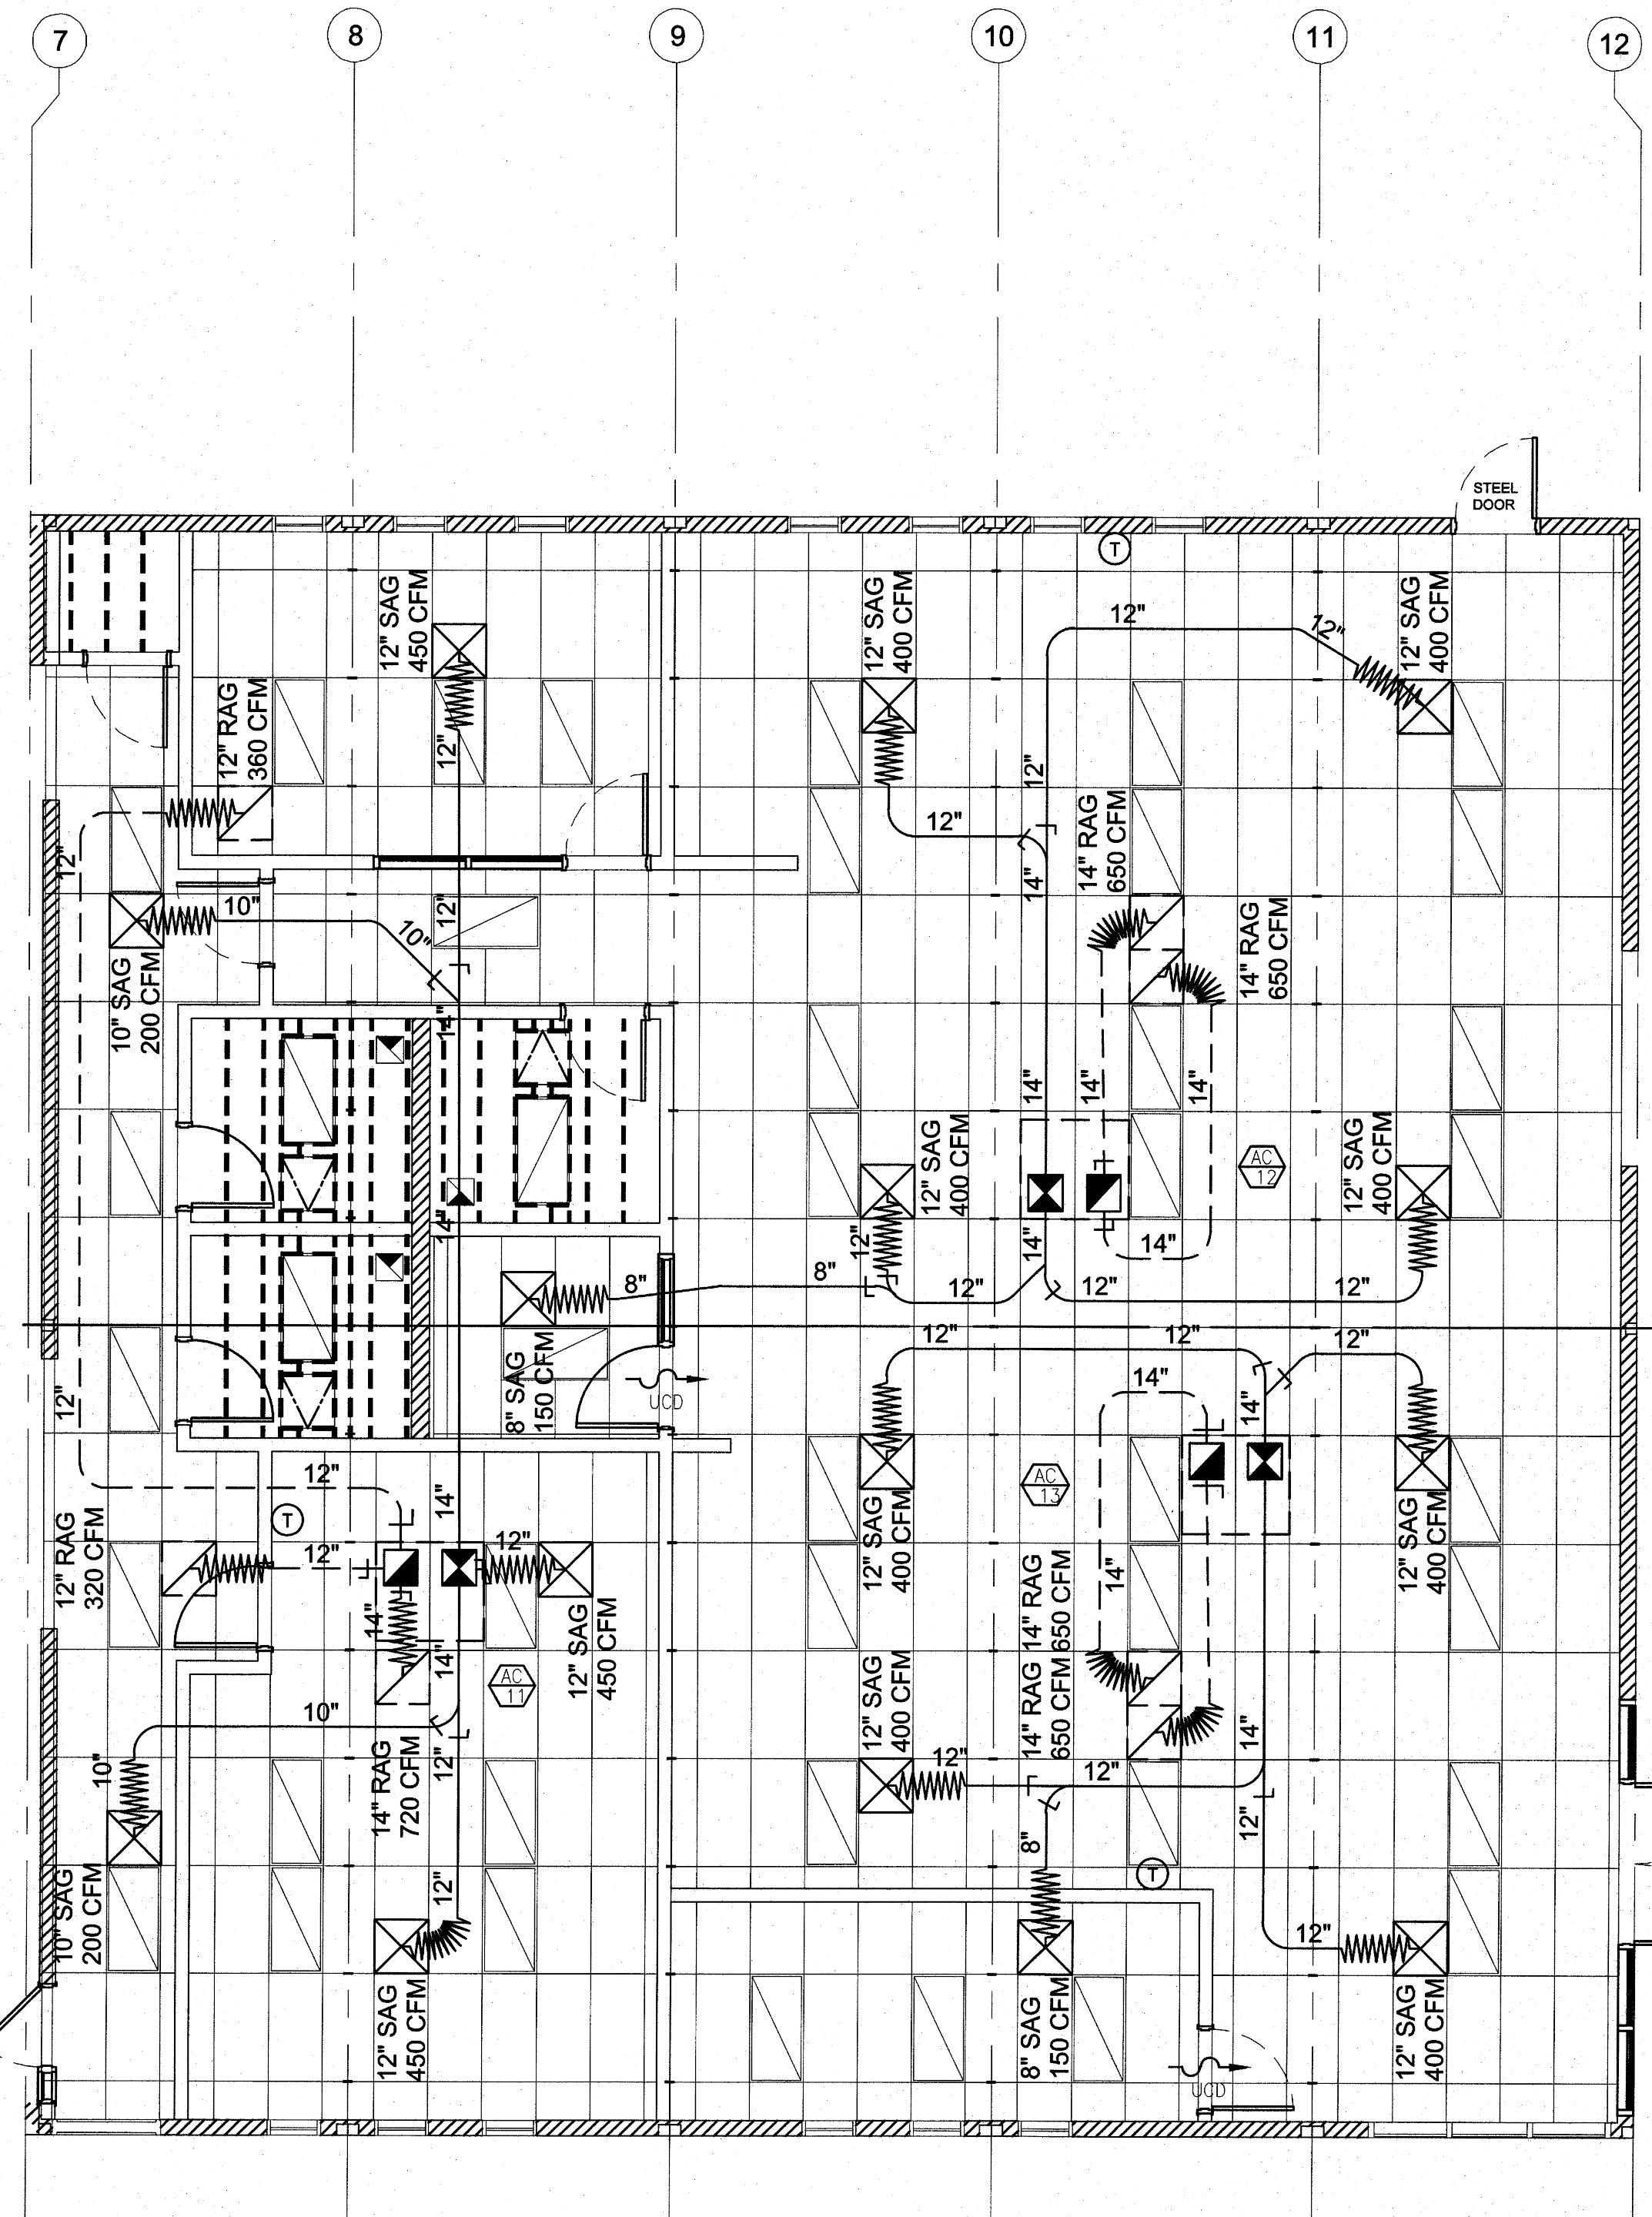 7
8
9
10
11
12
STEEL
DOOR
T
12" SAG
450 CFM
12" SAG
400 CFM
12"
12"
12" SAG
400 CFM
12" RAG
360 CFM
12"
12"
12"
14" RAG
650 CFM
12"
14"
10"
12"
10"
14" RAG
650 CFM
10" SAG
200 CFM
14"
14"
14"
14"
12" SAG
400 CFM
AC
12
12" SAG
400 CFM
14"
12"
14"
14"
8"
8"
12"
12"
12"
12"
12"
12"
8" SAG
150 CFM
UCD
14"
14"
12"
12"
14"
AC
13
12" RAG
320 CFM
T
12"
12"
12" SAG
400 CFM
12" SAG
400 CFM
14"
14" RAG
650 CFM
14"
14"
12" SAG
450 CFM
AC
11
12" SAG
400 CFM
14" RAG
650 CFM
10"
14"
12"
12"
12"
10"
14" RAG
720 CFM
12"
8"
T
12"
10" SAG
200 CFM
12"
12" SAG
450 CFM
8" SAG
150 CFM
12" SAG
400 CFM
UCD